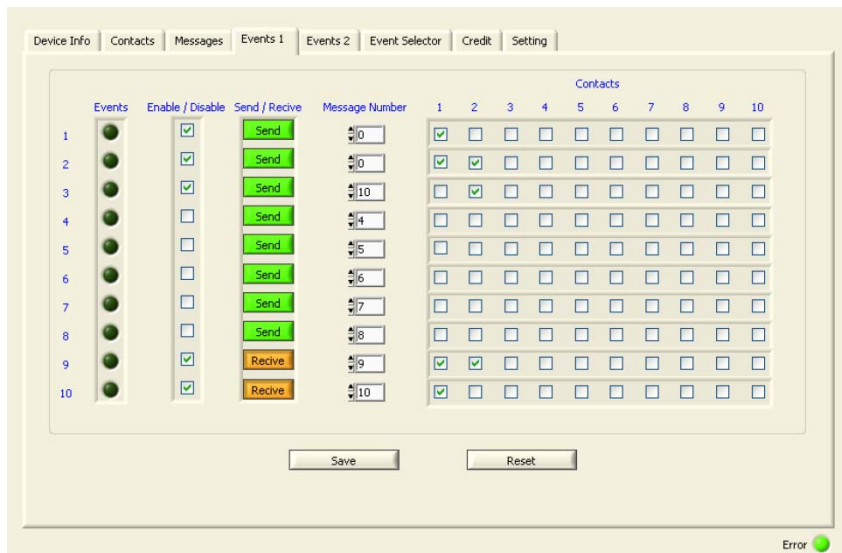 Device Info Contacts Messages Events 1 Events 2 Event Selector Credit Setting
Contacts
Events Enable / Disable Send / Recive Message Number 1 2 3 4 5 6 7 8 9 10
1 Send 0
2 Send 0
3 Send 10
4 Send 4
5 Send 5
6 Send 6
7 Send 7
8 Send 8
9 Recive 9
10 Recive 10
Save Reset
Error